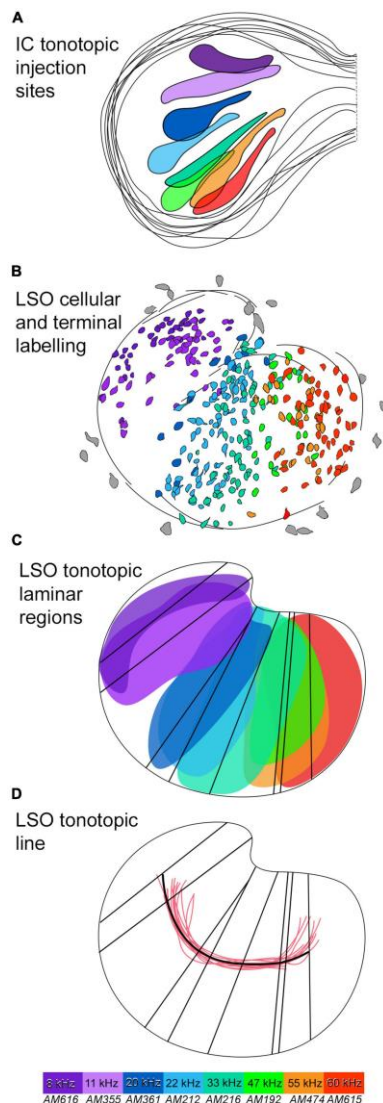 A
IC tonotopic
injection
sites
B
LSO cellular
and terminal
labelling
C
LSO tonotopic
laminar
regions
D
LSO tonotopic
line
8 kHz 11 kHz 20 kHz 22 kHz 33 kHz 47 kHz 55 kHz 60 kHz
AM616 AM355 AM361 AM212 AM216 AM192 AM474 AM615